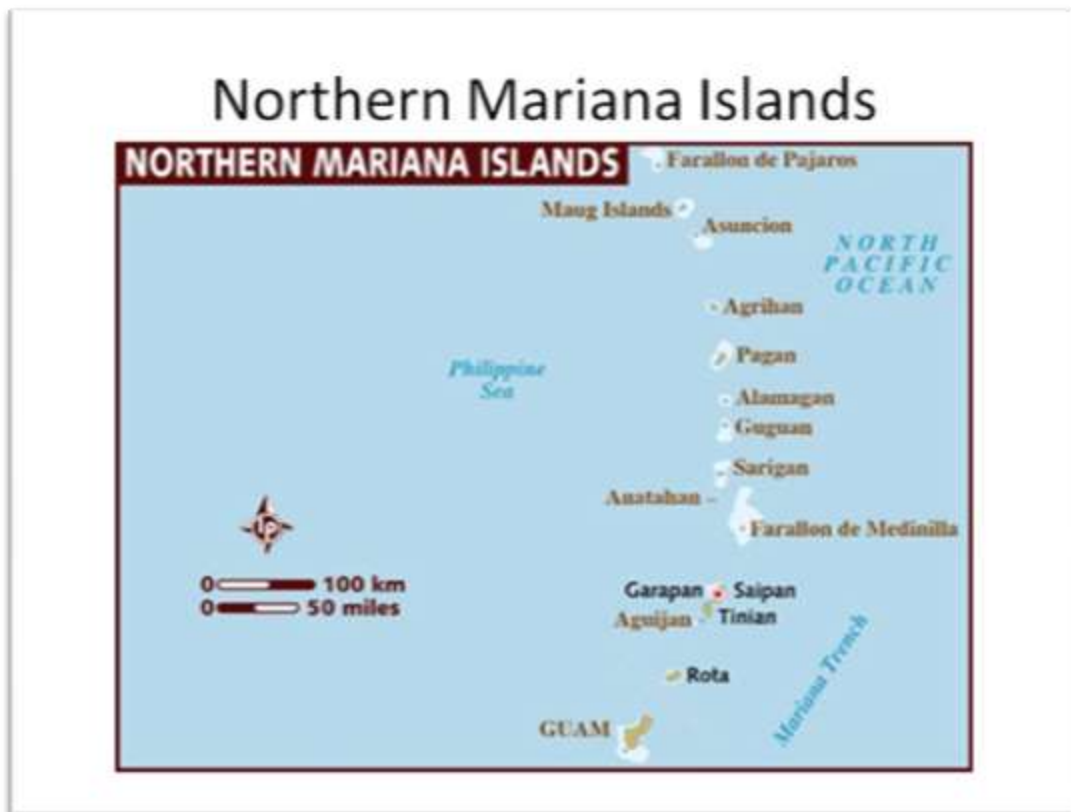 Northern Mariana Islands
NORTHERN MARIANA ISLANDS
Farallon de Pajaros
Maug Islands
Asuncion
NORTH
PACIFIC
OCEAN
Agrihan
Philippine
Sea
Pagan
Alamagan
Guguan
Sarigan
Anatahan
Farallon de Medinilla
0 100 km
0 50 miles
Garapan Saipan
Aguijan Tinian
Rota
Mariana Trench
GUAM